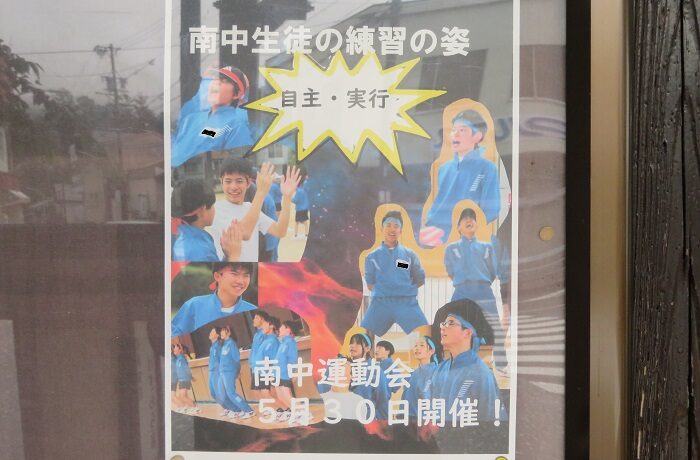 南中生徒の練習の姿
自主・実行
南中運動会
５月３０日開催！